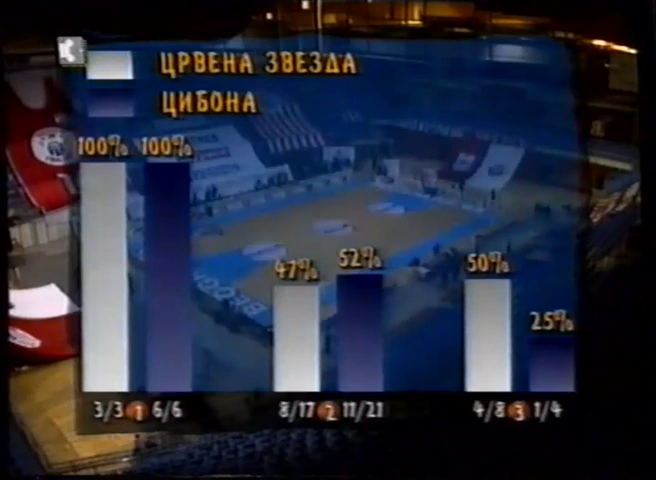 ЦРВЕНА ЗВЕЗДА
ЦИБОНА
100% 100%
47% 52%
50% 25%
3/3 1 6/6
8/17 2 11/21
4/8 3 1/4